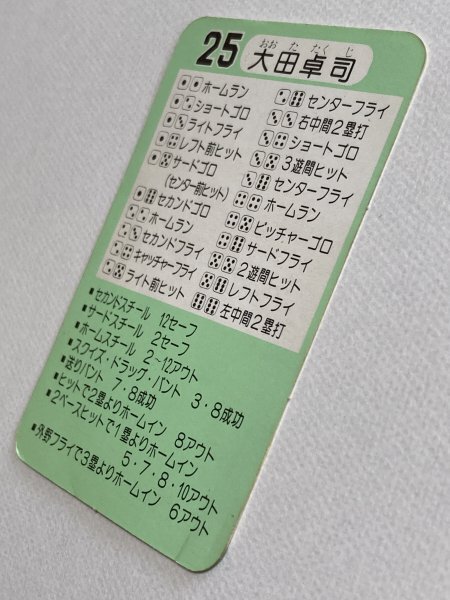 25 大田卓司
おおたたくじ
ホームラン
ショートゴロ
ライトフライ
レフト前ヒット
サードゴロ
(センター前ヒット)
セカンドゴロ
ホームラン
セカンドフライ
キャッチャーフライ
ライト前ヒット
センターフライ
右中間2塁打
ショートゴロ
3遊間ヒット
センターフライ
ホームラン
ピッチャーゴロ
サードフライ
2遊間ヒット
レフトフライ
左中間2塁打
■セカンドスチール 12セーフ
■サードスチール 2セーフ
■ホームスチール 2〜12アウト
■スクイズ・ドラッグ・バント 3・8成功
■送りバント 7・8成功
■ヒットで2塁よりホームイン 8アウト
■2ベースヒットで1塁よりホームイン
5・7・8・10アウト
■外野フライで3塁よりホームイン 6アウト